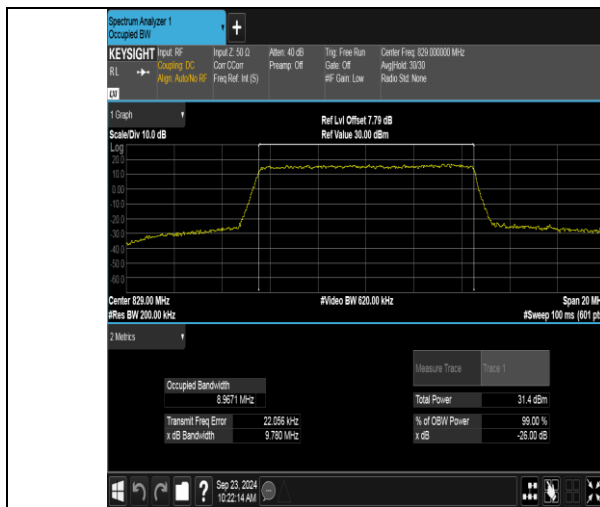 Spectrum Analyzer 1
Occupied BW
+
KEYSIGHT Input: RF Input Z: 50 Ω Atten: 40 dB Trig: Free Run Center Freq: 829.000000 MHz
RL Coupling: DC Corr CCorr Preamp: Off Gate: Off Avg|Hold: 30/30
Align: Auto/No RF Freq Ref: Int (S) #IF Gain: Low Radio Std: None
LXI
1 Graph
Ref Lvl Offset 7.79 dB
Scale/Div 10.0 dB Ref Value 30.00 dBm
Log
20.0
10.0
0.00
-10.0
-20.0
-30.0
-40.0
-50.0
-60.0
Center 829.00 MHz #Video BW 620.00 kHz Span 20 MH
#Res BW 200.00 kHz #Sweep 100 ms (601 pt
2 Metrics
Measure Trace Trace 1
Occupied Bandwidth
8.9671 MHz Total Power 31.4 dBm
Transmit Freq Error 22.056 kHz % of OBW Power 99.00 %
x dB Bandwidth 9.780 MHz x dB -26.00 dB
? Sep 23, 2024
10:22:14 AM